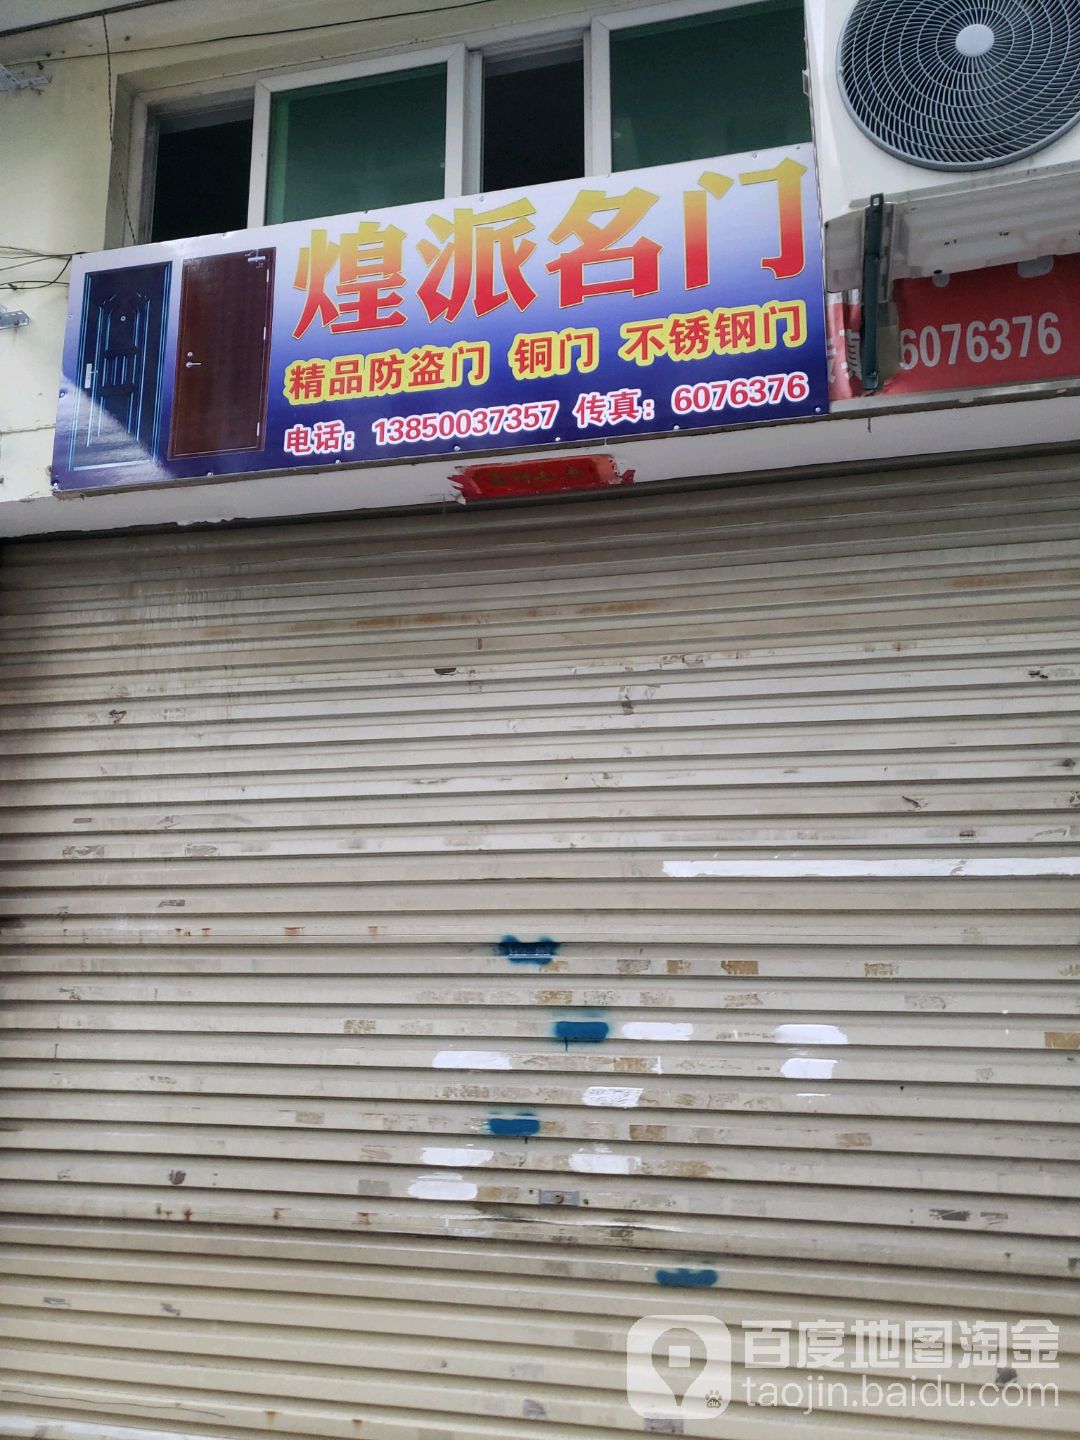 煌派名门
精品防盗门 铜门 不锈钢门
电话：13850037357 传真：6076376
6076376
百度地图淘金
taojin.baidu.com